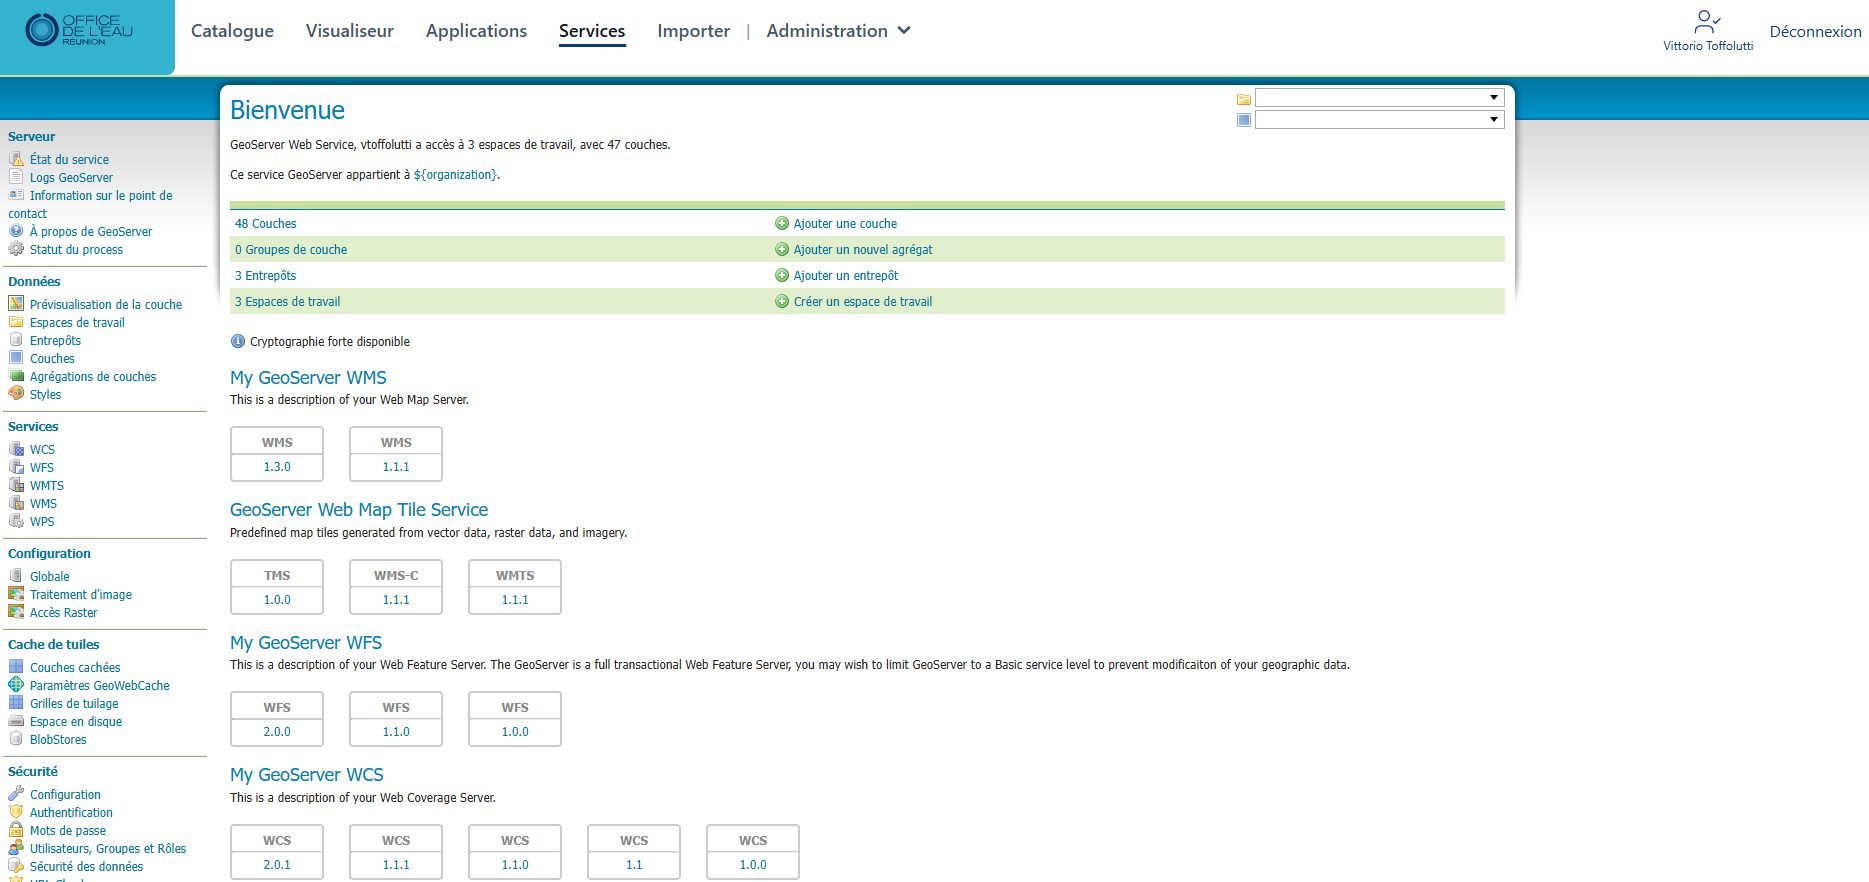 OFFICE
DE L'EAU
RÉUNION
Catalogue
Visualiseur
Applications
Services
Importer
|
Administration
Vittorio Toffolutti
Déconnexion
Serveur
État du service
Logs GeoServer
Information sur le point de
contact
À propos de GeoServer
Statut du process
Données
Prévisualisation de la couche
Espaces de travail
Entrepôts
Couches
Agrégations de couches
Styles
Services
WCS
WFS
WMTS
WMS
WPS
Configuration
Globale
Traitement d'image
Accès Raster
Cache de tuiles
Couches cachées
Paramètres GeoWebCache
Grilles de tuilage
Espace en disque
BlobStores
Sécurité
Configuration
Authentification
Mots de passe
Utilisateurs, Groupes et Rôles
Sécurité des données
Bienvenue
GeoServer Web Service, vtoffolutti a accès à 3 espaces de travail, avec 47 couches.
Ce service GeoServer appartient à ${organization}.
48 Couches
Ajouter une couche
0 Groupes de couche
Ajouter un nouvel agrégat
3 Entrepôts
Ajouter un entrepôt
3 Espaces de travail
Créer un espace de travail
Cryptographie forte disponible
My GeoServer WMS
This is a description of your Web Map Server.
WMS
1.3.0
WMS
1.1.1
GeoServer Web Map Tile Service
Predefined map tiles generated from vector data, raster data, and imagery.
TMS
1.0.0
WMS-C
1.1.1
WMTS
1.1.1
My GeoServer WFS
This is a description of your Web Feature Server. The GeoServer is a full transactional Web Feature Server, you may wish to limit GeoServer to a Basic service level to prevent modificaiton of your geographic data.
WFS
2.0.0
WFS
1.1.0
WFS
1.0.0
My GeoServer WCS
This is a description of your Web Coverage Server.
WCS
2.0.1
WCS
1.1.1
WCS
1.1.0
WCS
1.1
WCS
1.0.0